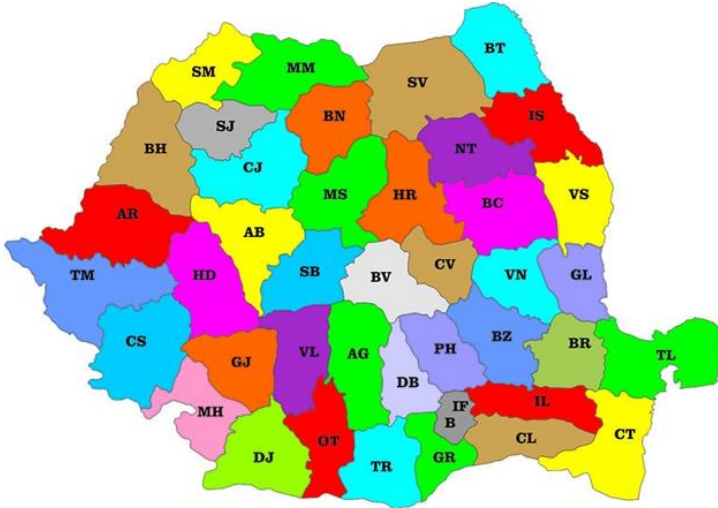 BT
SM
MM
SV
BN
IS
SJ
BH
NT
CJ
MS
HR
BC
VS
AR
AB
TM
HD
SB
BV
CV
VN
GL
CS
GJ
VL
AG
DB
PH
BZ
BR
TL
MH
IF
B
IL
OT
CT
DJ
TR
GR
CL